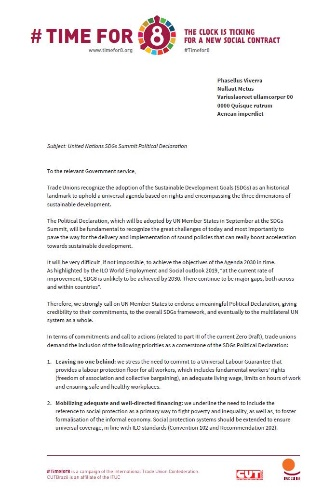 # TIME FOR 8
THE CLOCK IS TICKING
FOR A NEW SOCIAL CONTRACT
www.timefor8.org
#Timefor8
Phasellus Viverra
Nullaut Metus
Variuslaoreet ullamcorper 00
0000 Quisque rutrum
Aenean imperdiet
Subject: United Nations SDGs Summit Political Declaration
To the relevant Government service,
Trade Unions recognize the adoption of the Sustainable Development Goals (SDGs) as an historical
landmark to uphold a universal agenda based on rights and encompassing the three dimensions of
sustainable development.
The Political Declaration, which will be adopted by UN Member States in September at the SDGs
Summit, will be fundamental to recognize the great challenges of today and most importantly to
pave the way for the delivery and implementation of sound policies that can really boost acceleration
towards sustainable development.
It will be very difficult, if not impossible, to achieve the objectives of the Agenda 2030 in time.
As highlighted by the ILO World Employment and Social outlook 2019, "at the current rate of
improvement, SDG8 is unlikely to be achieved by 2030. There continue to be major gaps, both across
and within countries".
Therefore, we strongly call on UN Member States to endorse a meaningful Political Declaration, giving
credibility to their commitments, to the overall SDGs framework, and eventually to the multilateral UN
system as a whole.
In terms of commitments and call to actions (related to part III of the current Zero Draft), trade unions
demand the inclusion of the following priorities as a cornerstone of the SDGs Political Declaration:
1. Leaving no one behind: we stress the need to commit to a Universal Labour Guarantee that
provides a labour protection floor for all workers, which includes fundamental workers' rights
(freedom of association and collective bargaining), an adequate living wage, limits on hours of work
and ensuring safe and healthy workplaces.
2. Mobilizing adequate and well-directed financing: we underline the need to include the
reference to social protection as a primary way to fight poverty and inequality, as well as, to foster
formalisation of the informal economy. Social protection systems should be extended to ensure
universal coverage, in line with ILO standards (Convention 102 and Recommendation 202).
#Timefor8 is a campaign of the International Trade Union Confederation
CUT Brazil is an affiliate of the ITUC
CUT
ITUC CSI IGB